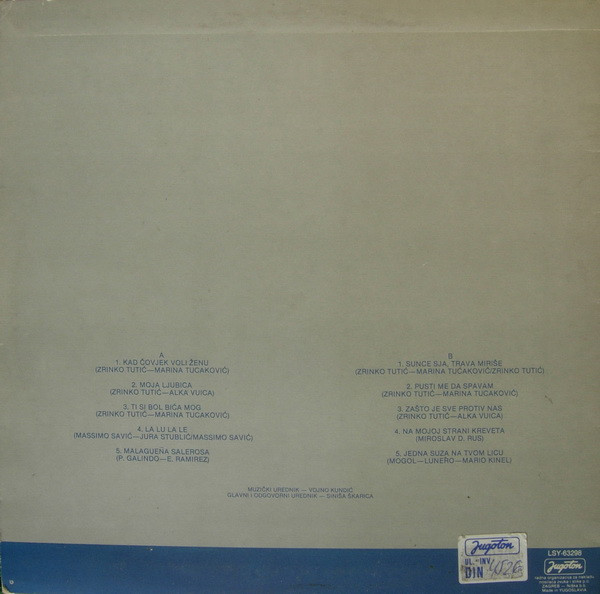 A.
1. KAD ČOVJEK VOLI ŽENU
(ZRINKO TUTIĆ—MARINA TUCAKOVIĆ)
2. MOJA LJUBICA
(ZRINKO TUTIĆ—ALKA VUICA)
3. TI SI BOL BIĆA MOG
(ZRINKO TUTIĆ—MARINA TUCAKOVIĆ)
4. LA LU LA LE
(MASSIMO SAVIĆ—JURA STUBLIĆ/MASSIMO SAVIĆ)
5. MALAGUEÑA SALEROSA
(P. GALINDO—E. RAMIREZ)
B
1. SUNCE SJA, TRAVA MIRIŠE
(ZRINKO TUTIĆ—MARINA TUCAKOVIĆ/ZRINKO TUTIĆ)
2. PUSTI ME DA SPAVAM
(ZRINKO TUTIĆ—MARINA TUCAKOVIĆ)
3. ZAŠTO JE SVE PROTIV NAS
(ZRINKO TUTIĆ—ALKA VUICA)
4. NA MOJOJ STRANI KREVETA
(MIROSLAV D. RUS)
5. JEDNA SUZA NA TVOM LICU
(MOGOL—LUNERO—MARIO KINEL)
MUZIČKI UREDNIK — VOJNO KUNDIĆ
GLAVNI I ODGOVORNI UREDNIK — SINIŠA ŠKARICA
Jugoton
UL.-INV.
DIN
LSY-63298
Jugoton
Made in YUGOSLAVIA